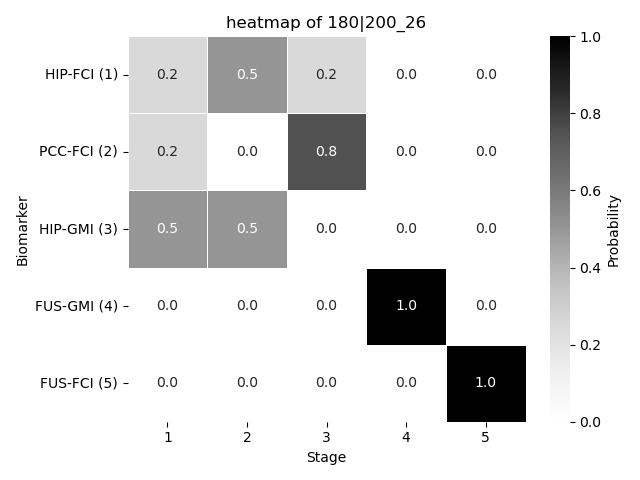 heatmap of 180|200_26
HIP-FCI (1)
0.2 0.5 0.2 0.0 0.0
PCC-FCI (2)
0.2 0.0 0.8 0.0 0.0
HIP-GMI (3)
0.5 0.5 0.0 0.0 0.0
FUS-GMI (4)
0.0 0.0 0.0 1.0 0.0
FUS-FCI (5)
0.0 0.0 0.0 0.0 1.0
1 2 3 4 5
Stage
Biomarker
1.0
0.8
0.6
0.4
0.2
0.0
Probability